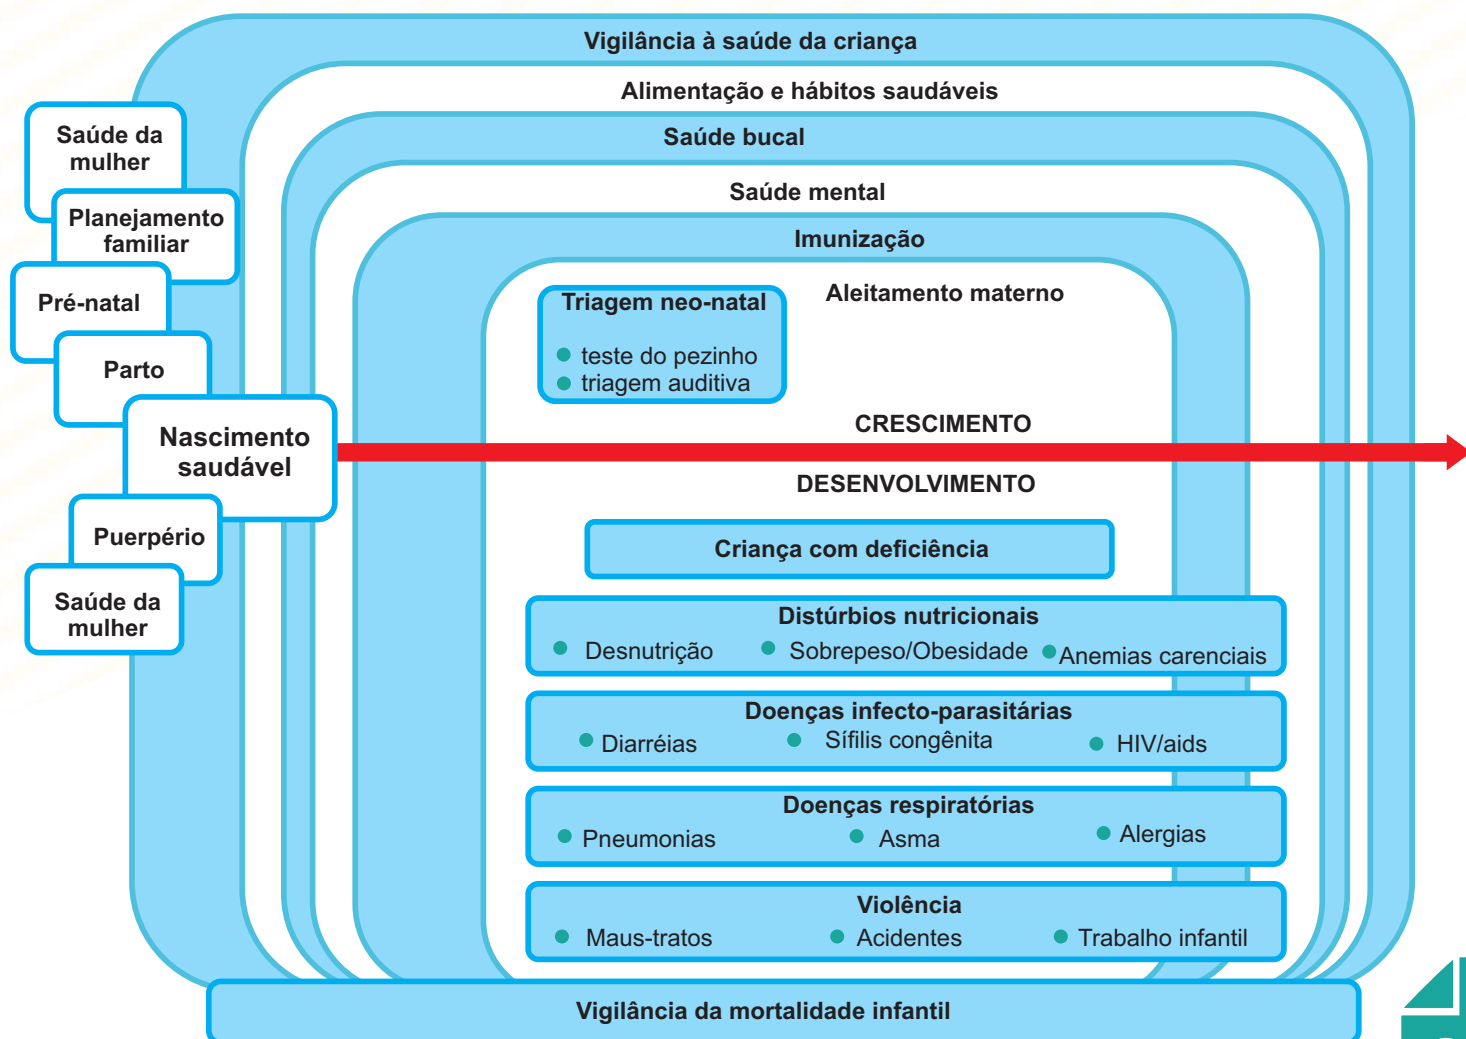 Vigilância à saúde da criança
Alimentação e hábitos saudáveis
Saúde bucal
Saúde mental
Imunização
Aleitamento materno
Saúde da
mulher
Planejamento
familiar
Pré-natal
Parto
Nascimento
saudável
Puerpério
Saúde da
mulher
Triagem neo-natal
teste do pezinho
triagem auditiva
CRESCIMENTO
DESENVOLVIMENTO
Criança com deficiência
Distúrbios nutricionais
Desnutrição Sobrepeso/Obesidade Anemias carenciais
Doenças infecto-parasitárias
Diarréias Sífilis congênita HIV/aids
Doenças respiratórias
Pneumonias Asma Alergias
Violência
Maus-tratos Acidentes Trabalho infantil
Vigilância da mortalidade infantil